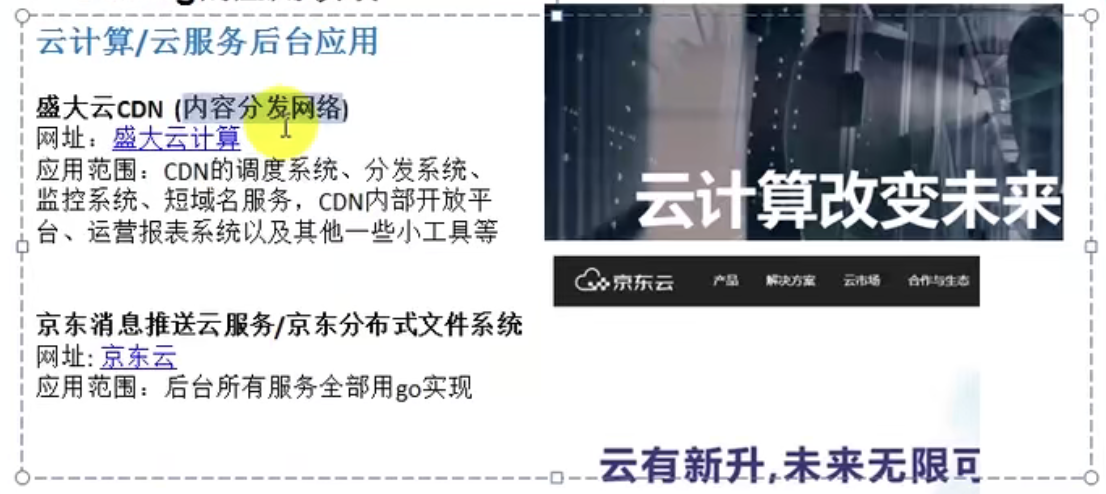 云计算/云服务后台应用
盛大云CDN (内容分发网络)
网址：盛大云计算
应用范围：CDN的调度系统、分发系统、
监控系统、短域名服务，CDN内部开放平
台、运营报表系统以及其他一些小工具等
京东消息推送云服务/京东分布式文件系统
网址: 京东云
应用范围：后台所有服务全部用go实现
云计算改变未来
京东云 产品 解决方案 云市场 合作与生态
云有新升,未来无限可